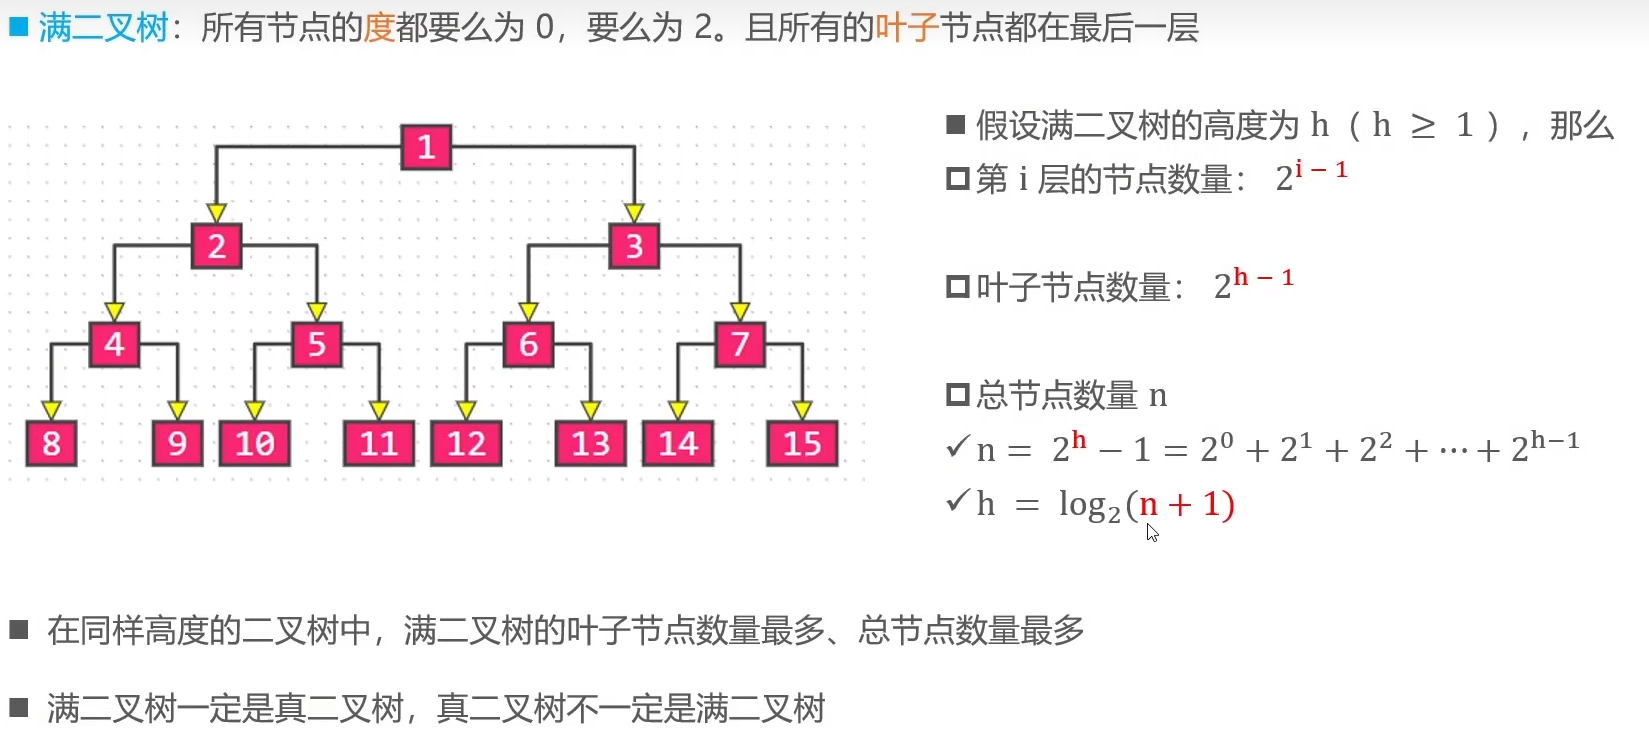 ■ 满二叉树：所有节点的度都要么为 0，要么为 2。且所有的叶子节点都在最后一层
1
2 3
4 5 6 7
8 9 10 11 12 13 14 15
■ 假设满二叉树的高度为 h（ h ≥ 1 ），那么
❑ 第 i 层的节点数量： 2^{i − 1}
❑ 叶子节点数量： 2^{h − 1}
❑ 总节点数量 n
✓ n = 2^{h} − 1 = 2^{0} + 2^{1} + 2^{2} + ⋯ + 2^{h−1}
✓ h = log_{2}(n + 1)
■ 在同样高度的二叉树中，满二叉树的叶子节点数量最多、总节点数量最多
■ 满二叉树一定是真二叉树，真二叉树不一定是满二叉树